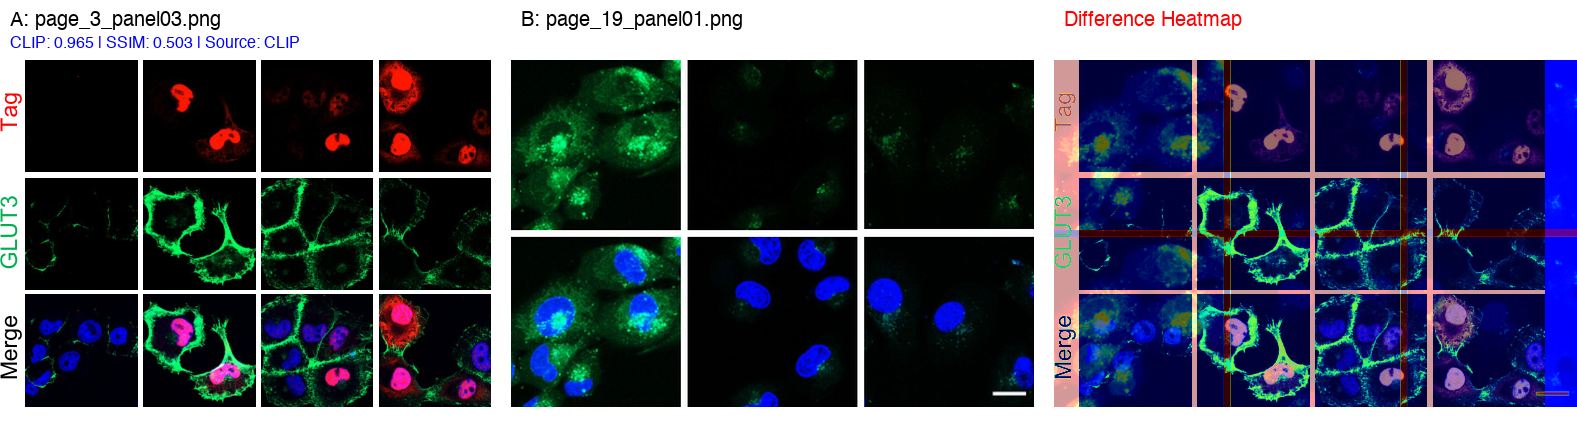 A: page_3_panel03.png
CLIP: 0.965 | SSIM: 0.503 | Source: CLIP
B: page_19_panel01.png
Difference Heatmap
Tag
GLUT3
Merge
Tag
GLUT3
Merge